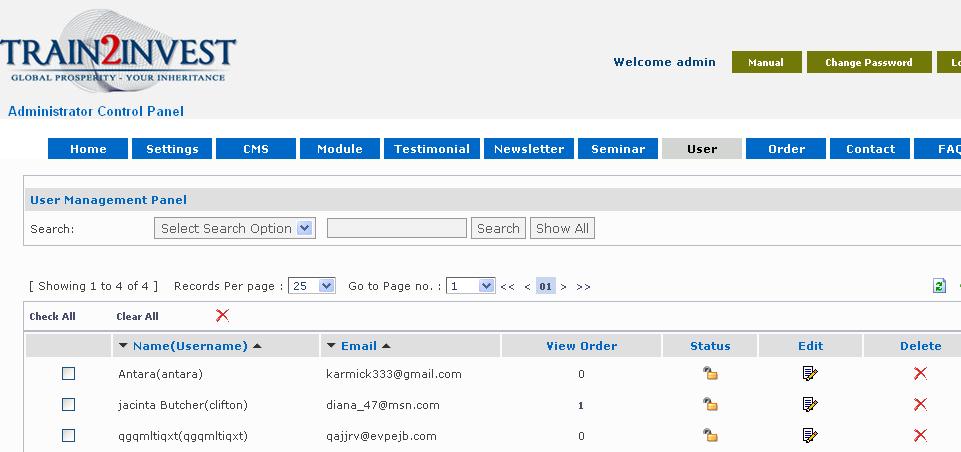 TRAIN2INVEST
GLOBAL PROSPERITY - YOUR INHERITANCE
Welcome admin Manual Change Password Lo
Administrator Control Panel
Home Settings CMS Module Testimonial Newsletter Seminar User Order Contact FAQ
User Management Panel
Search: Select Search Option Search Show All
[ Showing 1 to 4 of 4 ] Records Per page : 25 Go to Page no. : 1 << < 01 > >>
Check All Clear All
Name(Username) Email View Order Status Edit Delete
Antara(antara) karmick333@gmail.com 0
jacinta Butcher(clifton) diana_47@msn.com 1
qgqmltiqxt(qgqmltiqxt) qajjrv@evpejb.com 0